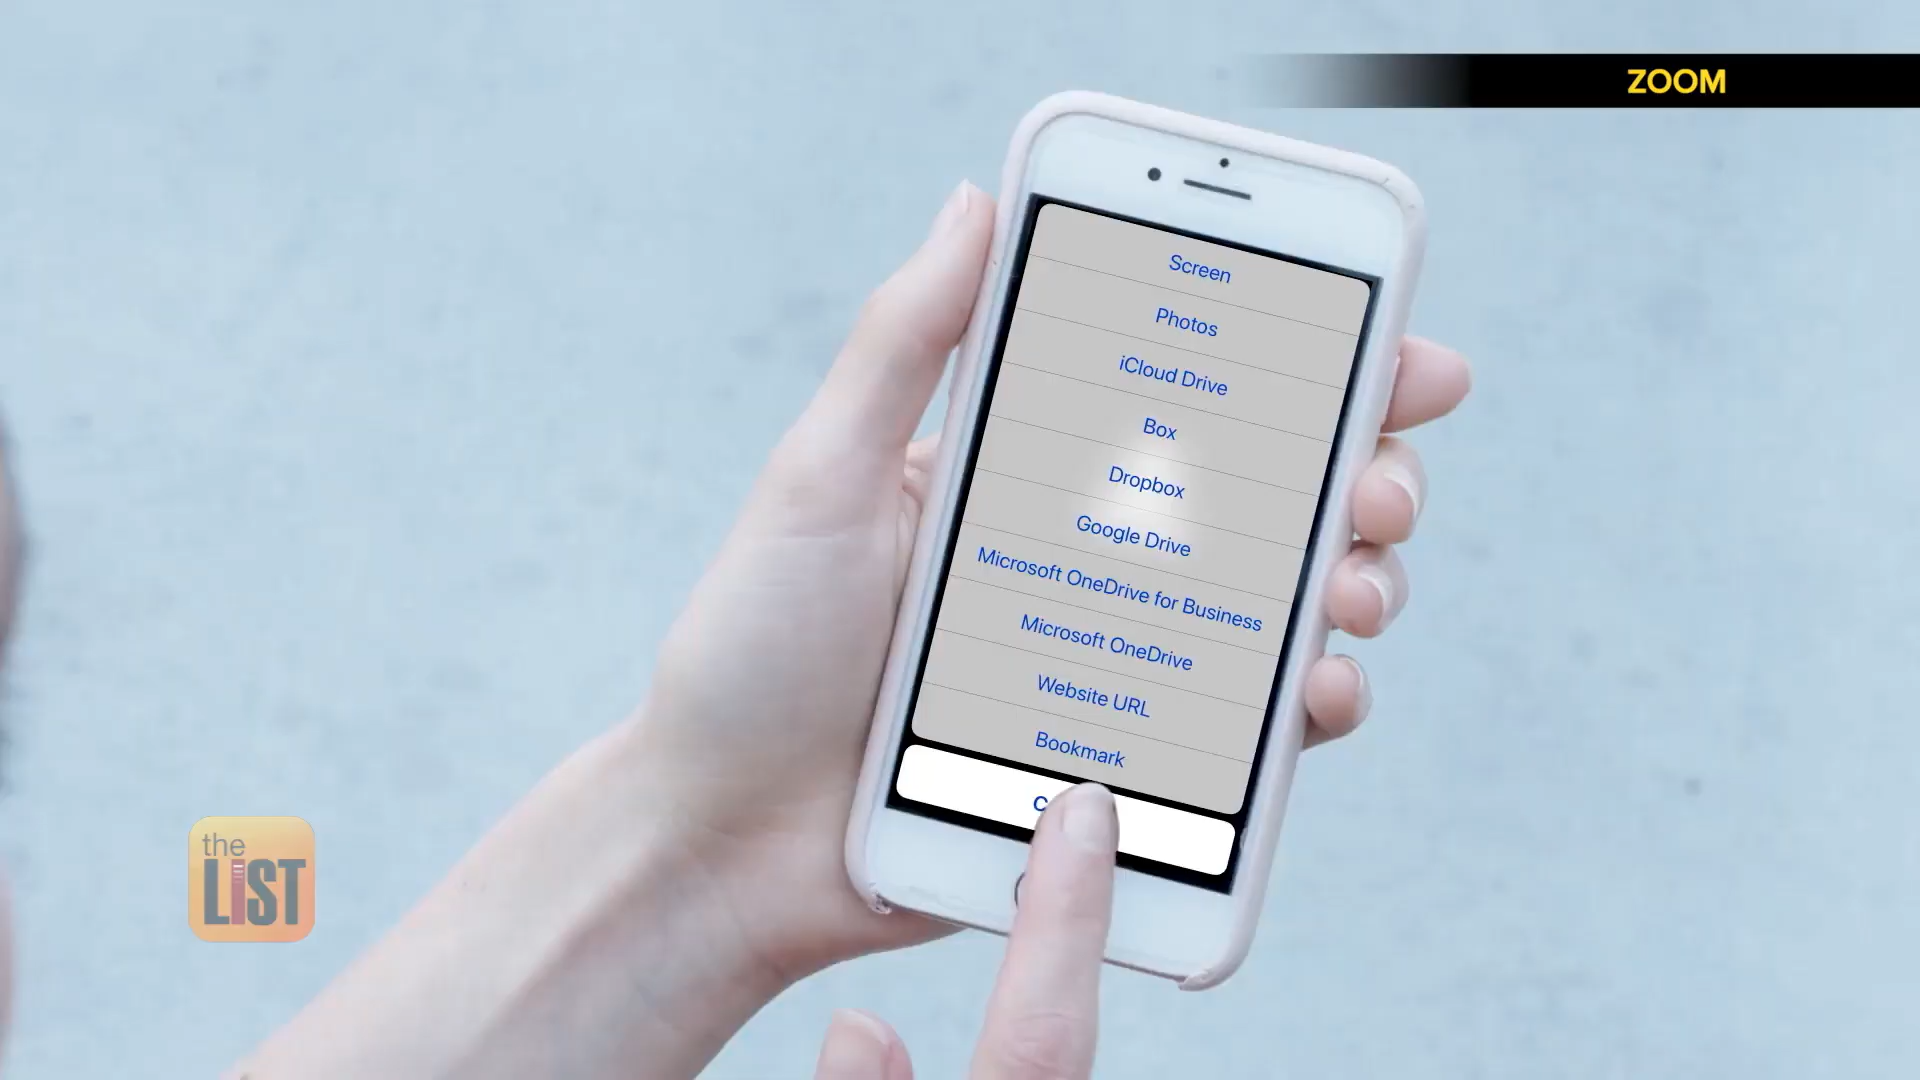 ZOOM
Screen
Photos
iCloud Drive
Box
Dropbox
Google Drive
Microsoft OneDrive for Business
Microsoft OneDrive
Website URL
Bookmark
the
LiST